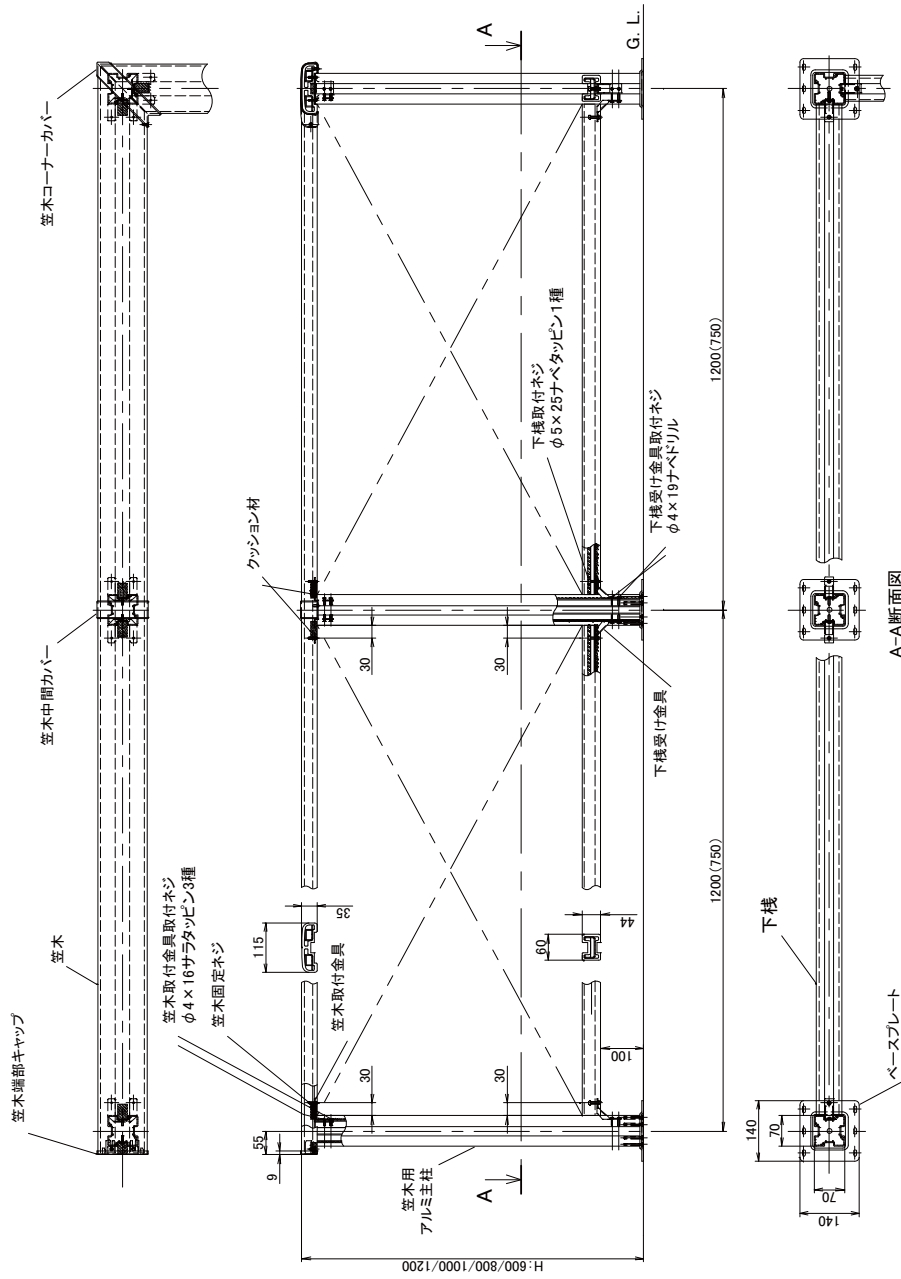 笠木コーナーカバー
笠木中間カバー
笠木
笠木端部キャップ
A
G. L.
クッション材
下桟取付ネジ
φ5×25ナベタッピン1種
下桟受け金具取付ネジ
φ4×19ナベドリル
下桟受け金具
30
30
1200(750)
1200(750)
笠木取付金具取付ネジ
φ4×16サラタッピン3種
笠木固定ネジ
笠木取付金具
115
35
60
44
100
30
30
55
9
笠木用
アルミ主柱
A
H:600/800/1000/1200
A-A断面図
下桟
ベースプレート
140
70
70
140